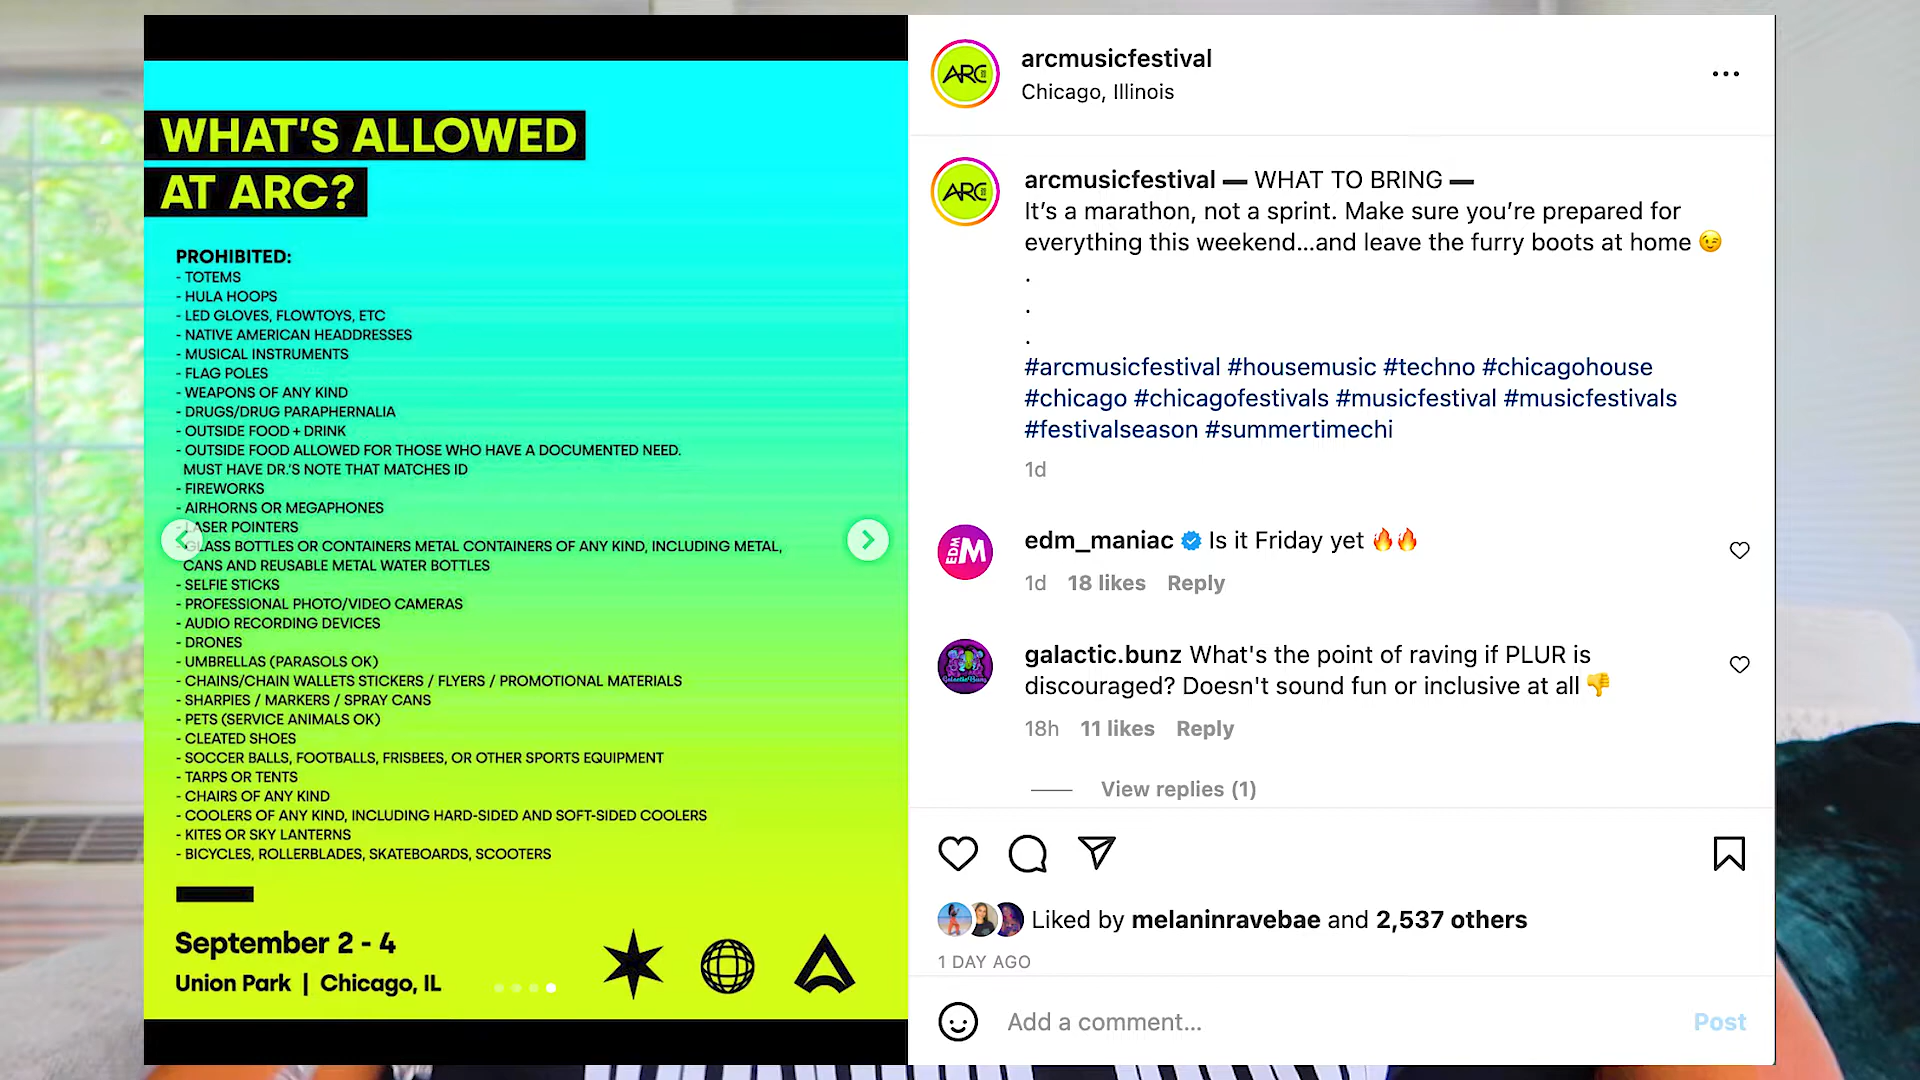 WHAT'S ALLOWED
AT ARC?
PROHIBITED:
- TOTEMS
- HULA HOOPS
- LED GLOVES, FLOWTOYS, ETC
- NATIVE AMERICAN HEADDRESSES
- MUSICAL INSTRUMENTS
- FLAG POLES
- WEAPONS OF ANY KIND
- DRUGS/DRUG PARAPHERNALIA
- OUTSIDE FOOD + DRINK
- OUTSIDE FOOD ALLOWED FOR THOSE WHO HAVE A DOCUMENTED NEED.
MUST HAVE DR.'S NOTE THAT MATCHES ID
- FIREWORKS
- AIRHORNS OR MEGAPHONES
- LASER POINTERS
- GLASS BOTTLES OR CONTAINERS METAL CONTAINERS OF ANY KIND, INCLUDING METAL,
CANS AND REUSABLE METAL WATER BOTTLES
- SELFIE STICKS
- PROFESSIONAL PHOTO/VIDEO CAMERAS
- AUDIO RECORDING DEVICES
- DRONES
- UMBRELLAS (PARASOLS OK)
- CHAINS/CHAIN WALLETS STICKERS / FLYERS / PROMOTIONAL MATERIALS
- SHARPIES / MARKERS / SPRAY CANS
- PETS (SERVICE ANIMALS OK)
- CLEATED SHOES
- SOCCER BALLS, FOOTBALLS, FRISBEES, OR OTHER SPORTS EQUIPMENT
- TARPS OR TENTS
- CHAIRS OF ANY KIND
- COOLERS OF ANY KIND, INCLUDING HARD-SIDED AND SOFT-SIDED COOLERS
- KITES OR SKY LANTERNS
- BICYCLES, ROLLERBLADES, SKATEBOARDS, SCOOTERS
September 2 - 4
Union Park | Chicago, IL
ARC
arcmusicfestival
Chicago, Illinois
ARC
arcmusicfestival — WHAT TO BRING —
It's a marathon, not a sprint. Make sure you're prepared for
everything this weekend...and leave the furry boots at home 😉
.
.
.
#arcmusicfestival #housemusic #techno #chicagohouse
#chicago #chicagofestivals #musicfestival #musicfestivals
#festivalseason #summertimechi
1d
EDM M
edm_maniac Is it Friday yet 🔥🔥
1d 18 likes Reply
galactic.bunz What's the point of raving if PLUR is
discouraged? Doesn't sound fun or inclusive at all 👎
18h 11 likes Reply
View replies (1)
Liked by melaninravebae and 2,537 others
1 DAY AGO
Add a comment...
Post